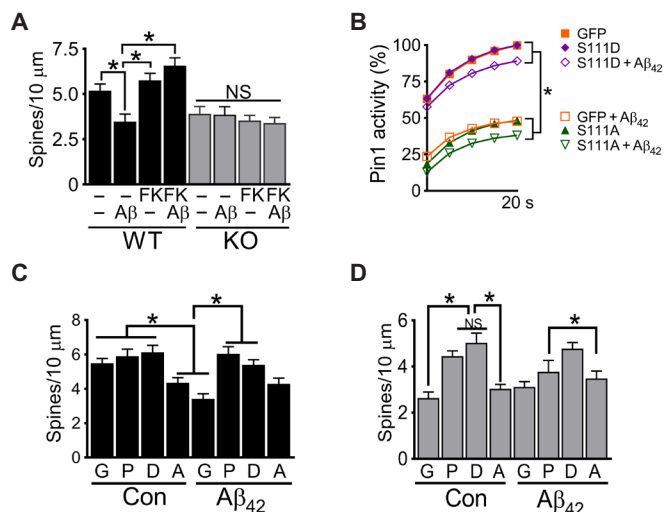 A
Spines/10 μm
7.5
5.0
2.5
0
* * *
NS
– – FK FK – – FK FK
– Aβ – Aβ – Aβ – Aβ
WT KO
B
Pin1 activity (%)
100
75
50
25
0
GFP
S111D
S111D + Aβ42
*
GFP + Aβ42
S111A
S111A + Aβ42
20 s
C
Spines/10 μm
8
6
4
2
0
* *
G P D A G P D A
Con Aβ42
D
Spines/10 μm
6
4
2
0
* * *
NS
G P D A G P D A
Con Aβ42